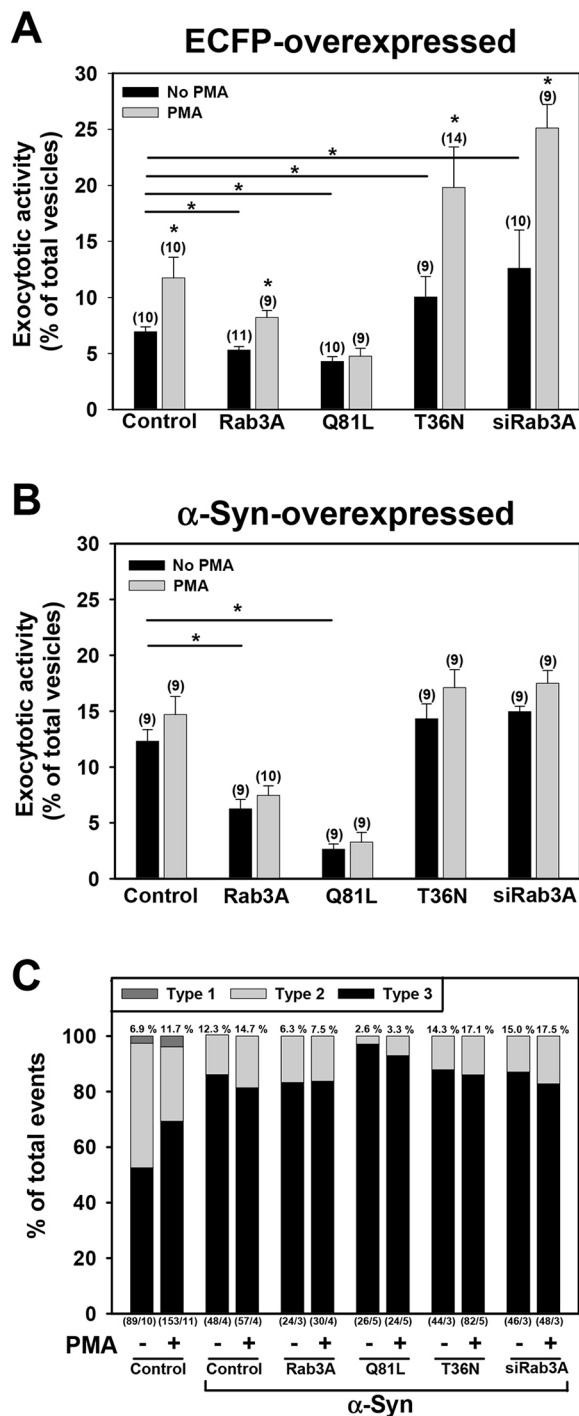 A
ECFP-overexpressed
Exocytotic activity
(% of total vesicles)
30
25
20
15
10
5
0
No PMA
PMA
*
*
*
*
(10)
(10)
*
(11)
(9)
*
(10)
(9)
(9)
(14)
*
(10)
(9)
*
Control Rab3A Q81L T36N siRab3A
B
α-Syn-overexpressed
Exocytotic activity
(% of total vesicles)
30
25
20
15
10
5
0
No PMA
PMA
*
*
(9)
(9)
(9)
(10)
(9)
(9)
(9)
(9)
(9)
(9)
Control Rab3A Q81L T36N siRab3A
C
Type 1 Type 2 Type 3
% of total events
100
80
60
40
20
0
6.9 % 11.7 % 12.3 % 14.7 % 6.3 % 7.5 % 2.6 % 3.3 % 14.3 % 17.1 % 15.0 % 17.5 %
(89/10) (153/11) (48/4) (57/4) (24/3) (30/4) (26/5) (24/5) (44/3) (82/5) (46/3) (48/3)
PMA - + - + - + - + - + - +
Control Control Rab3A Q81L T36N siRab3A
α-Syn